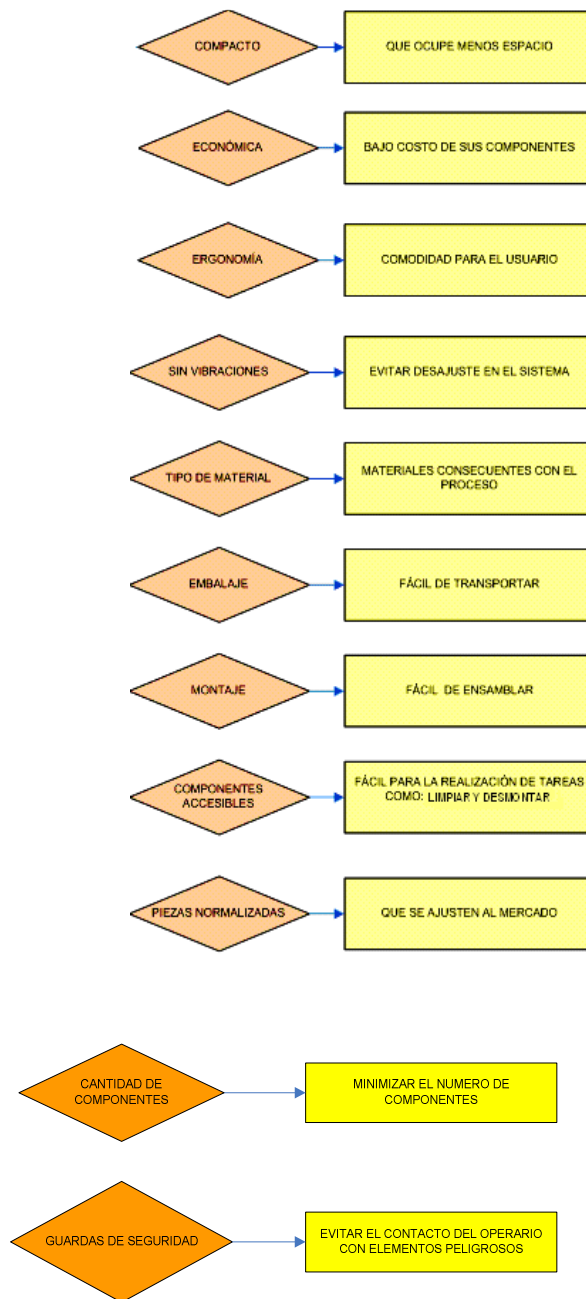 COMPACTO
QUE OCUPE MENOS ESPACIO
ECONÓMICA
BAJO COSTO DE SUS COMPONENTES
ERGONOMÍA
COMODIDAD PARA EL USUARIO
SIN VIBRACIONES
EVITAR DESAJUSTE EN EL SISTEMA
TIPO DE MATERIAL
MATERIALES CONSECUENTES CON EL
PROCESO
EMBALAJE
FÁCIL DE TRANSPORTAR
MONTAJE
FÁCIL DE ENSAMBLAR
COMPONENTES
ACCESIBLES
FÁCIL PARA LA REALIZACIÓN DE TAREAS
COMO: LIMPIAR Y DESMONTAR
PIEZAS NORMALIZADAS
QUE SE AJUSTEN AL MERCADO
CANTIDAD DE
COMPONENTES
MINIMIZAR EL NUMERO DE
COMPONENTES
GUARDAS DE SEGURIDAD
EVITAR EL CONTACTO DEL OPERARIO
CON ELEMENTOS PELIGROSOS